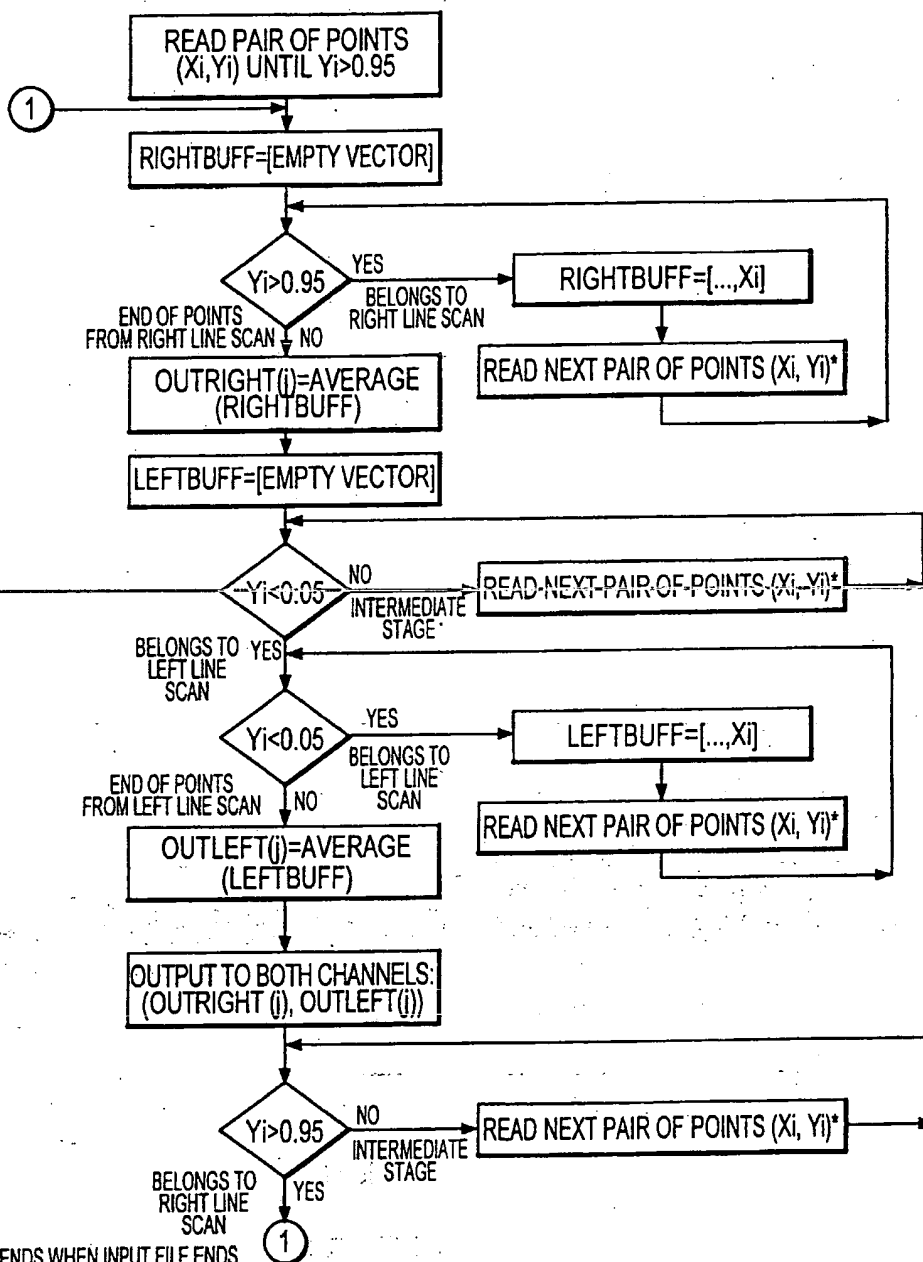 READ PAIR OF POINTS
(Xi,Yi) UNTIL Yi>0.95
1
RIGHTBUFF=[EMPTY VECTOR]
Yi>0.95
YES
BELONGS TO
RIGHT LINE SCAN
RIGHTBUFF=[...,Xi]
READ NEXT PAIR OF POINTS (Xi, Yi)*
END OF POINTS
FROM RIGHT LINE SCAN
NO
OUTRIGHT(j)=AVERAGE
(RIGHTBUFF)
LEFTBUFF=[EMPTY VECTOR]
Yi<0.05
NO
INTERMEDIATE
STAGE
READ NEXT PAIR OF POINTS (Xi, Yi)*
BELONGS TO
LEFT LINE
SCAN
YES
Yi<0.05
YES
BELONGS TO
LEFT LINE
SCAN
LEFTBUFF=[...,Xi]
READ NEXT PAIR OF POINTS (Xi, Yi)*
END OF POINTS
FROM LEFT LINE SCAN
NO
OUTLEFT(j)=AVERAGE
(LEFTBUFF)
OUTPUT TO BOTH CHANNELS:
(OUTRIGHT (j), OUTLEFT(j))
Yi>0.95
NO
INTERMEDIATE
STAGE
READ NEXT PAIR OF POINTS (Xi, Yi)*
BELONGS TO
RIGHT LINE
SCAN
YES
1
ENDS WHEN INPUT FILE ENDS